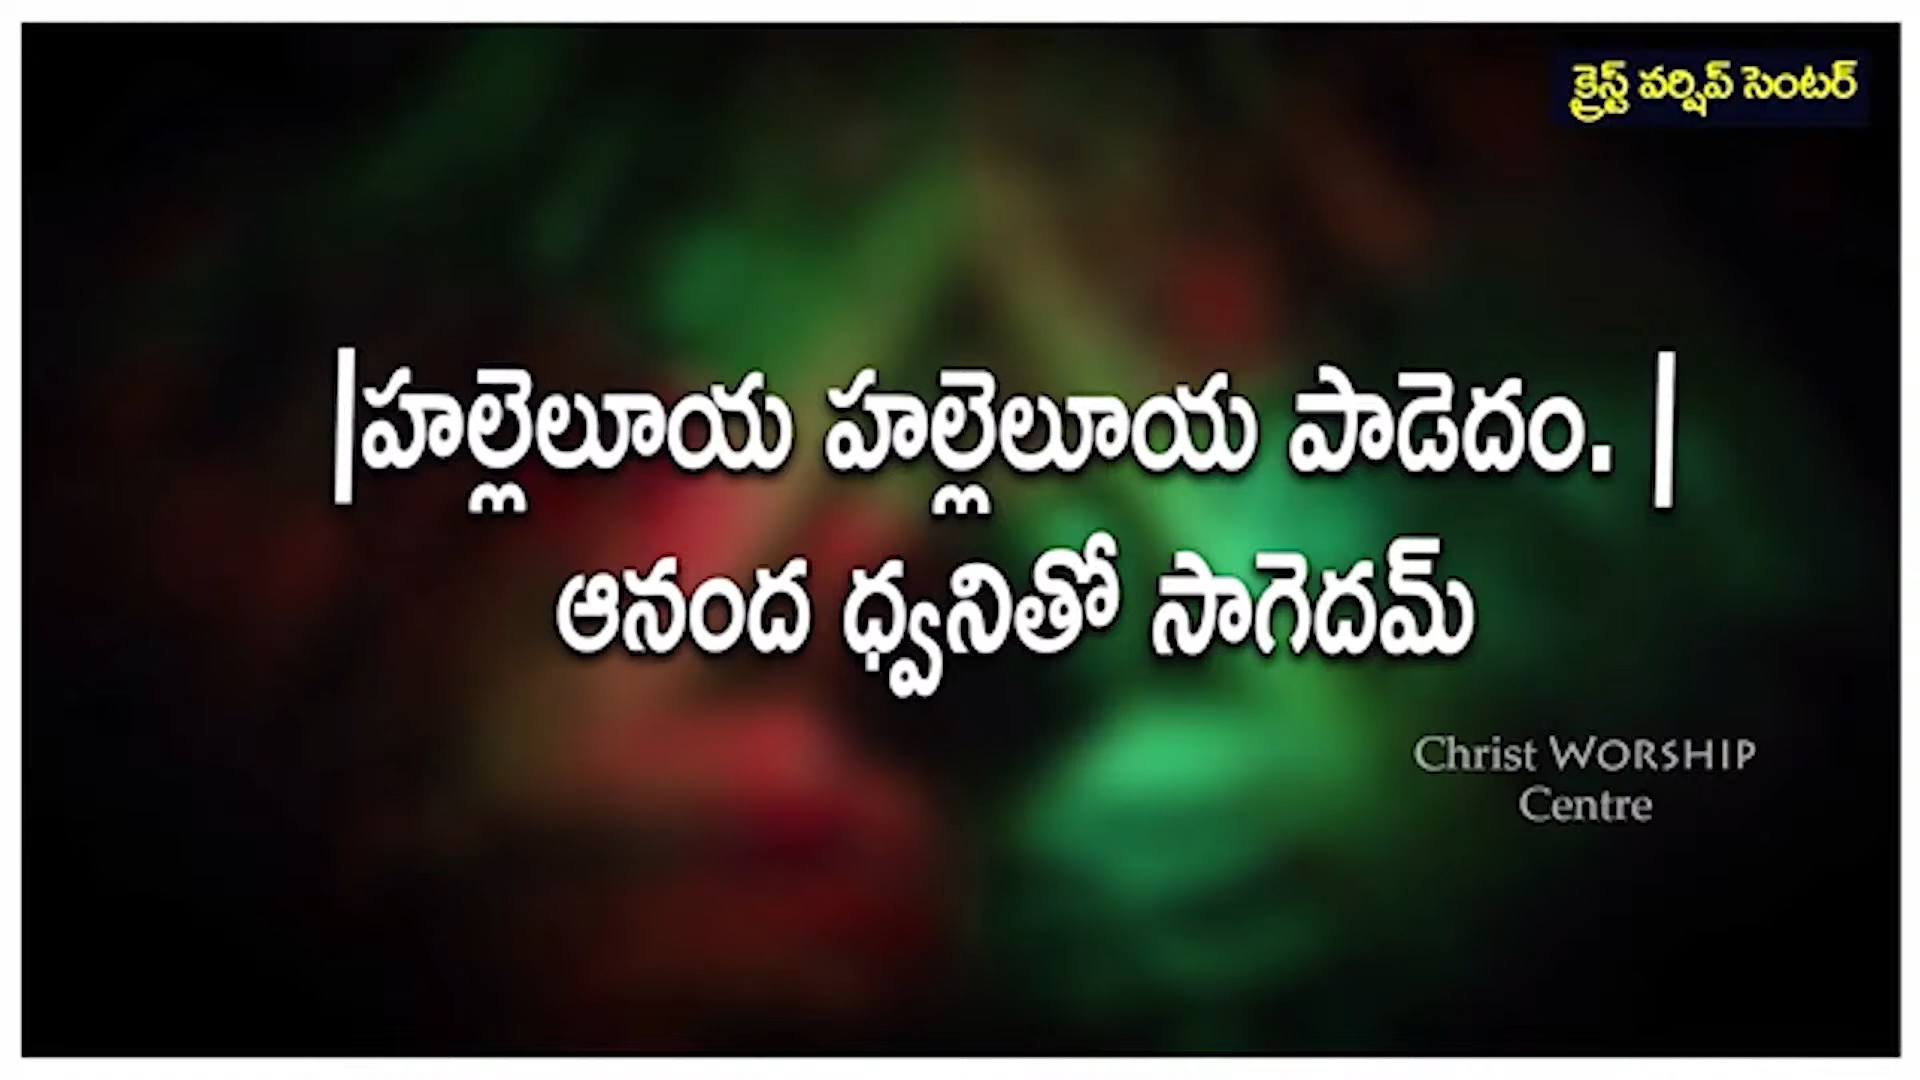 క్రైస్ట్ వర్షిప్ సెంటర్
|హల్లెలూయ హల్లెలూయ పాడెదం. |
ఆనంద ధ్వనితో సాగెదమ్
Christ WORSHIP
Centre